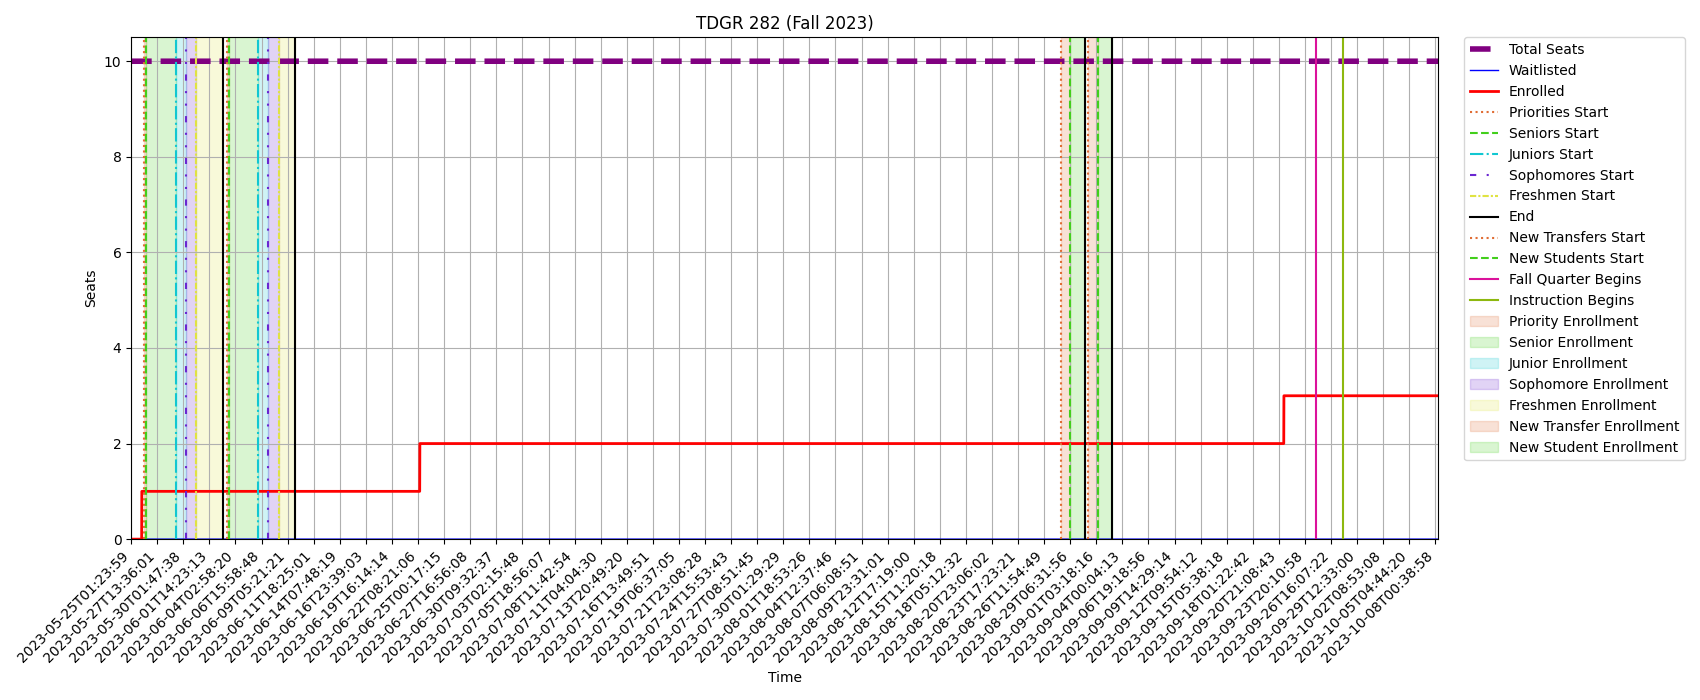 TDGR 282 (Fall 2023)
10
8
6
4
2
0
Seats
2023-05-25T01:23:59
2023-05-27T13:36:01
2023-05-30T01:47:38
2023-06-01T14:23:13
2023-06-04T02:58:20
2023-06-06T15:58:48
2023-06-09T05:21:21
2023-06-11T18:25:01
2023-06-14T07:48:19
2023-06-16T23:39:03
2023-06-19T16:14:14
2023-06-22T08:21:06
2023-06-25T00:17:15
2023-06-27T16:56:08
2023-06-30T09:32:37
2023-07-03T02:15:48
2023-07-05T18:56:07
2023-07-08T11:42:54
2023-07-11T04:04:30
2023-07-13T20:49:20
2023-07-16T13:49:51
2023-07-19T06:37:05
2023-07-21T23:08:28
2023-07-24T15:53:43
2023-07-27T08:51:45
2023-07-30T01:29:29
2023-08-01T18:53:26
2023-08-04T12:37:46
2023-08-07T06:08:51
2023-08-09T23:31:01
2023-08-12T17:19:00
2023-08-15T11:20:18
2023-08-18T05:12:32
2023-08-20T23:06:02
2023-08-23T17:23:21
2023-08-26T11:54:49
2023-08-29T06:31:56
2023-09-01T03:18:16
2023-09-04T00:04:13
2023-09-06T19:18:56
2023-09-09T14:29:14
2023-09-12T09:54:12
2023-09-15T05:38:19
2023-09-18T01:22:42
2023-09-20T21:08:43
2023-09-23T20:10:58
2023-09-26T16:07:22
2023-09-29T12:33:00
2023-10-02T08:53:08
2023-10-05T04:44:20
2023-10-08T00:38:58
Time
Total Seats
Waitlisted
Enrolled
Priorities Start
Seniors Start
Juniors Start
Sophomores Start
Freshmen Start
End
New Transfers Start
New Students Start
Fall Quarter Begins
Instruction Begins
Priority Enrollment
Senior Enrollment
Junior Enrollment
Sophomore Enrollment
Freshmen Enrollment
New Transfer Enrollment
New Student Enrollment